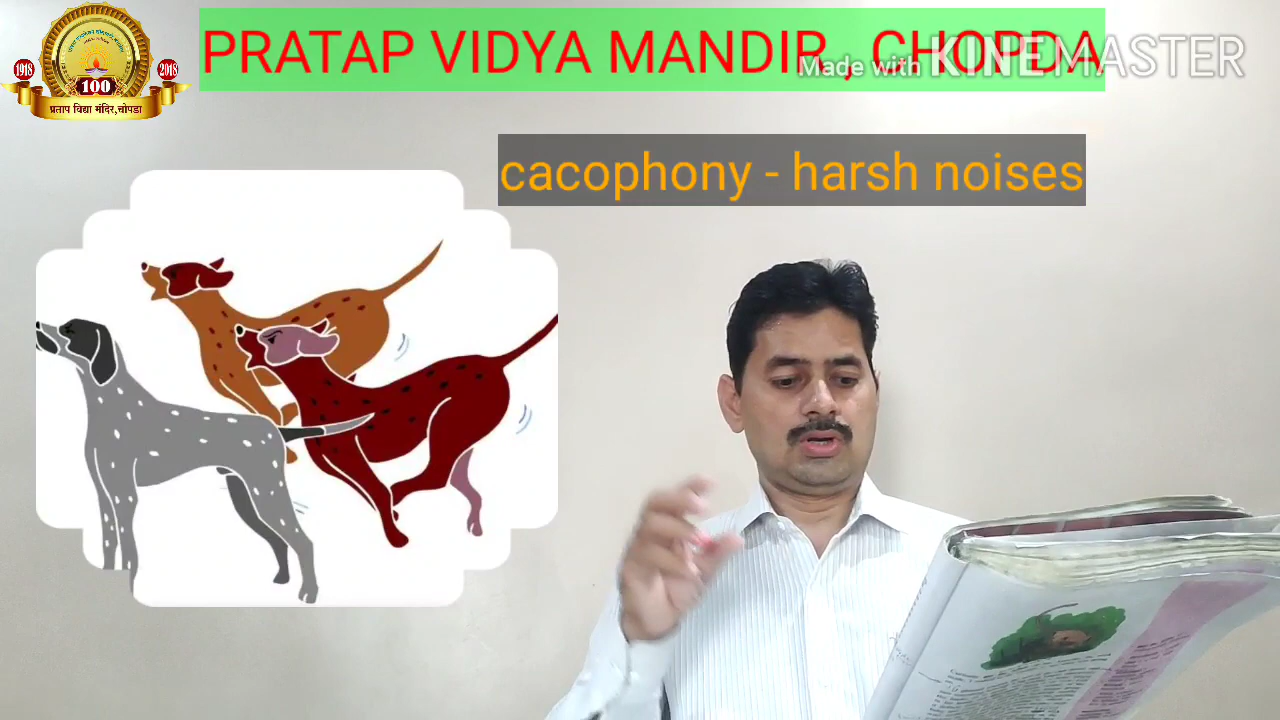 PRATAP VIDYA MANDIR , CHOPDA
Made with KINEMASTER
1918
2018
100
प्रताप विद्या मंदिर,चोपडा
cacophony - harsh noises